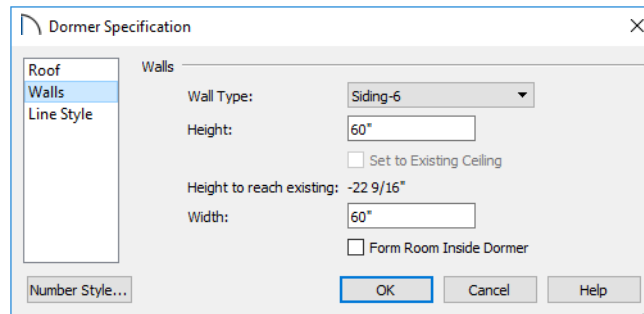 Dormer Specification
Roof
Walls
Line Style
Walls
Wall Type: Siding-6
Height: 60"
Set to Existing Ceiling
Height to reach existing: -22 9/16"
Width: 60"
Form Room Inside Dormer
Number Style... OK Cancel Help